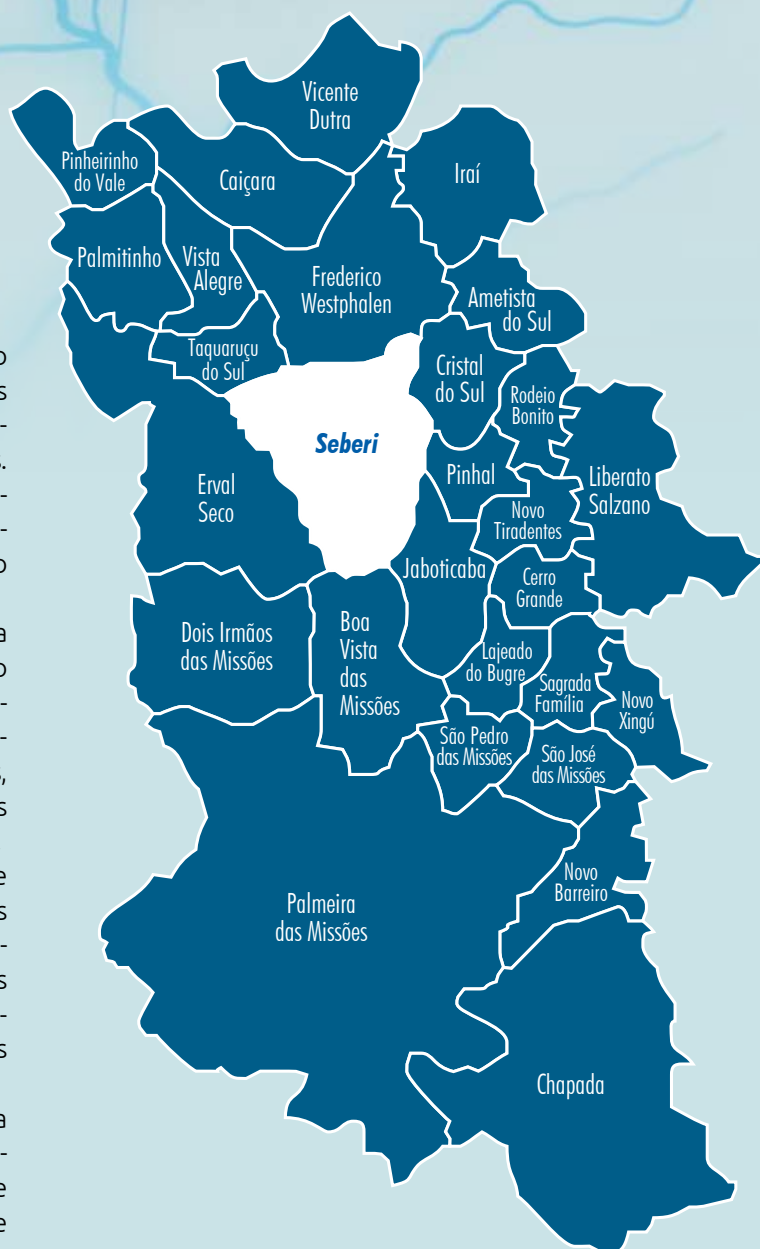 Vicente
Dutra
Pinheirinho
do Vale
Caiçara
Iraí
Palmitinho
Vista
Alegre
Frederico
Westphalen
Ametista
do Sul
Taquaruçu
do Sul
Cristal
do Sul
Rodeio
Bonito
Seberi
Erval
Seco
Pinhal
Liberato
Salzano
Novo
Tiradentes
Jaboticaba
Cerro
Grande
Dois Irmãos
das Missões
Boa
Vista
das
Missões
Lajeado
do Bugre
Sagrada
Família
Novo
Xingú
São Pedro
das Missões
São José
das Missões
Palmeira
das Missões
Novo
Barreiro
Chapada
o
s
-
.
-
-
o
a
o
-
-
,
s
e
s
-
s
-
s
a
-
e
e